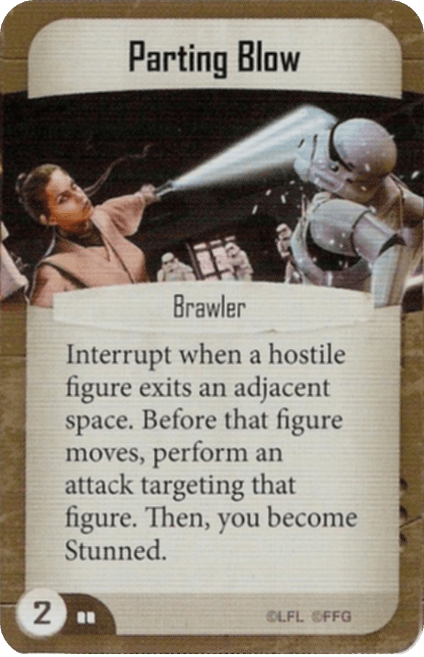 Parting Blow
Brawler
Interrupt when a hostile
figure exits an adjacent
space. Before that figure
moves, perform an
attack targeting that
figure. Then, you become
Stunned.
2
©LFL ©FFG